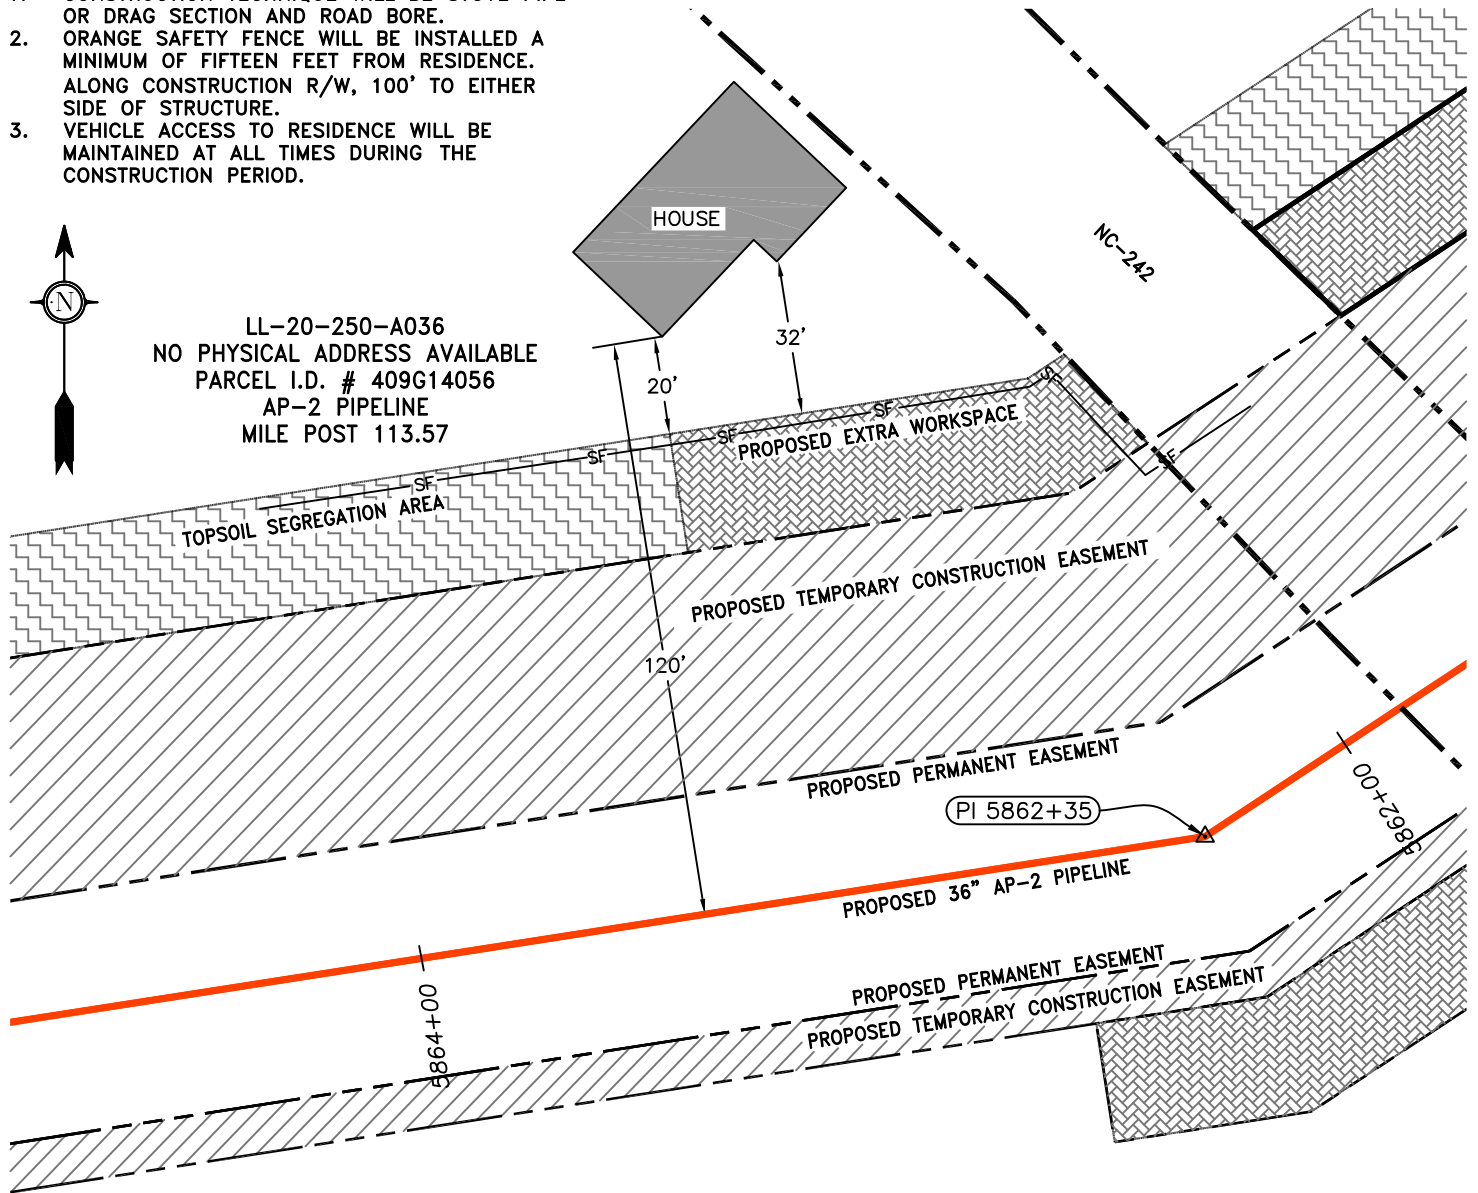 OR DRAG SECTION AND ROAD BORE.
2. ORANGE SAFETY FENCE WILL BE INSTALLED A
MINIMUM OF FIFTEEN FEET FROM RESIDENCE.
ALONG CONSTRUCTION R/W, 100' TO EITHER
SIDE OF STRUCTURE.
3. VEHICLE ACCESS TO RESIDENCE WILL BE
MAINTAINED AT ALL TIMES DURING THE
CONSTRUCTION PERIOD.
HOUSE
NC-242
N
LL-20-250-A036
NO PHYSICAL ADDRESS AVAILABLE
PARCEL I.D. # 409G14056
AP-2 PIPELINE
MILE POST 113.57
32'
20'
SF
SF
SF
SF
SF
SF
PROPOSED EXTRA WORKSPACE
TOPSOIL SEGREGATION AREA
PROPOSED TEMPORARY CONSTRUCTION EASEMENT
120'
PROPOSED PERMANENT EASEMENT
PI 5862+35
5862+00
PROPOSED 36" AP-2 PIPELINE
PROPOSED PERMANENT EASEMENT
PROPOSED TEMPORARY CONSTRUCTION EASEMENT
5864+00